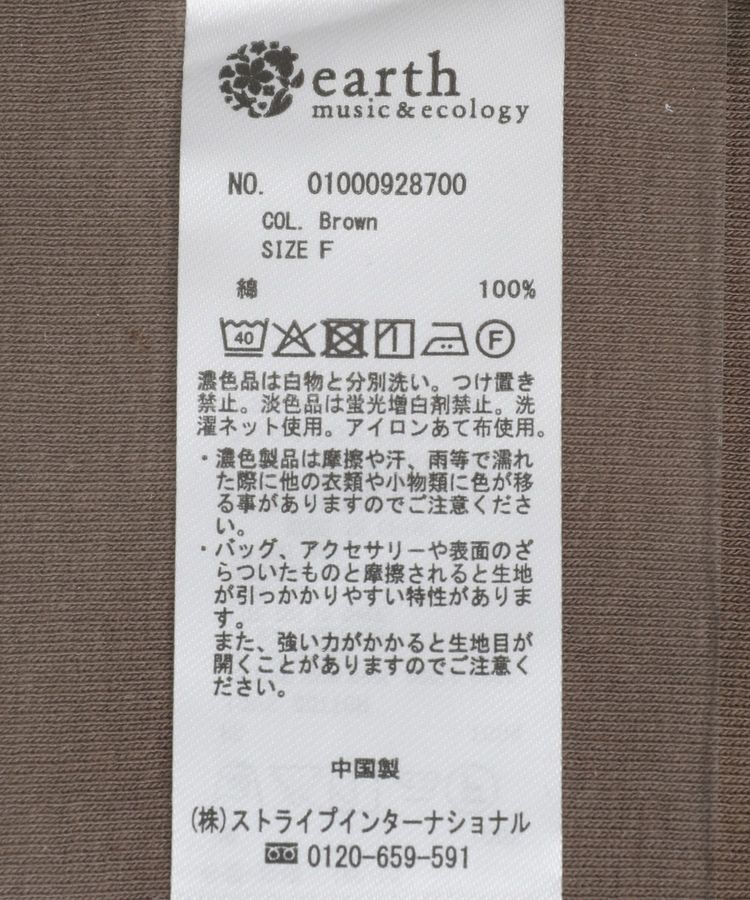 earth
music&ecology
NO. 01000928700
COL. Brown
SIZE F
綿 100%
40 F
濃色品は白物と分別洗い。つけ置き
禁止。淡色品は蛍光増白剤禁止。洗
濯ネット使用。アイロンあて布使用。
・濃色製品は摩擦や汗、雨等で濡れ
た際に他の衣類や小物類に色が移
る事がありますのでご注意くださ
い。
・バッグ、アクセサリーや表面のざ
らついたものと摩擦されると生地
が引っかかりやすい特性がありま
す。
また、強い力がかかると生地目が
開くことがありますのでご注意く
ださい。
中国製
(株)ストライプインターナショナル
0120-659-591